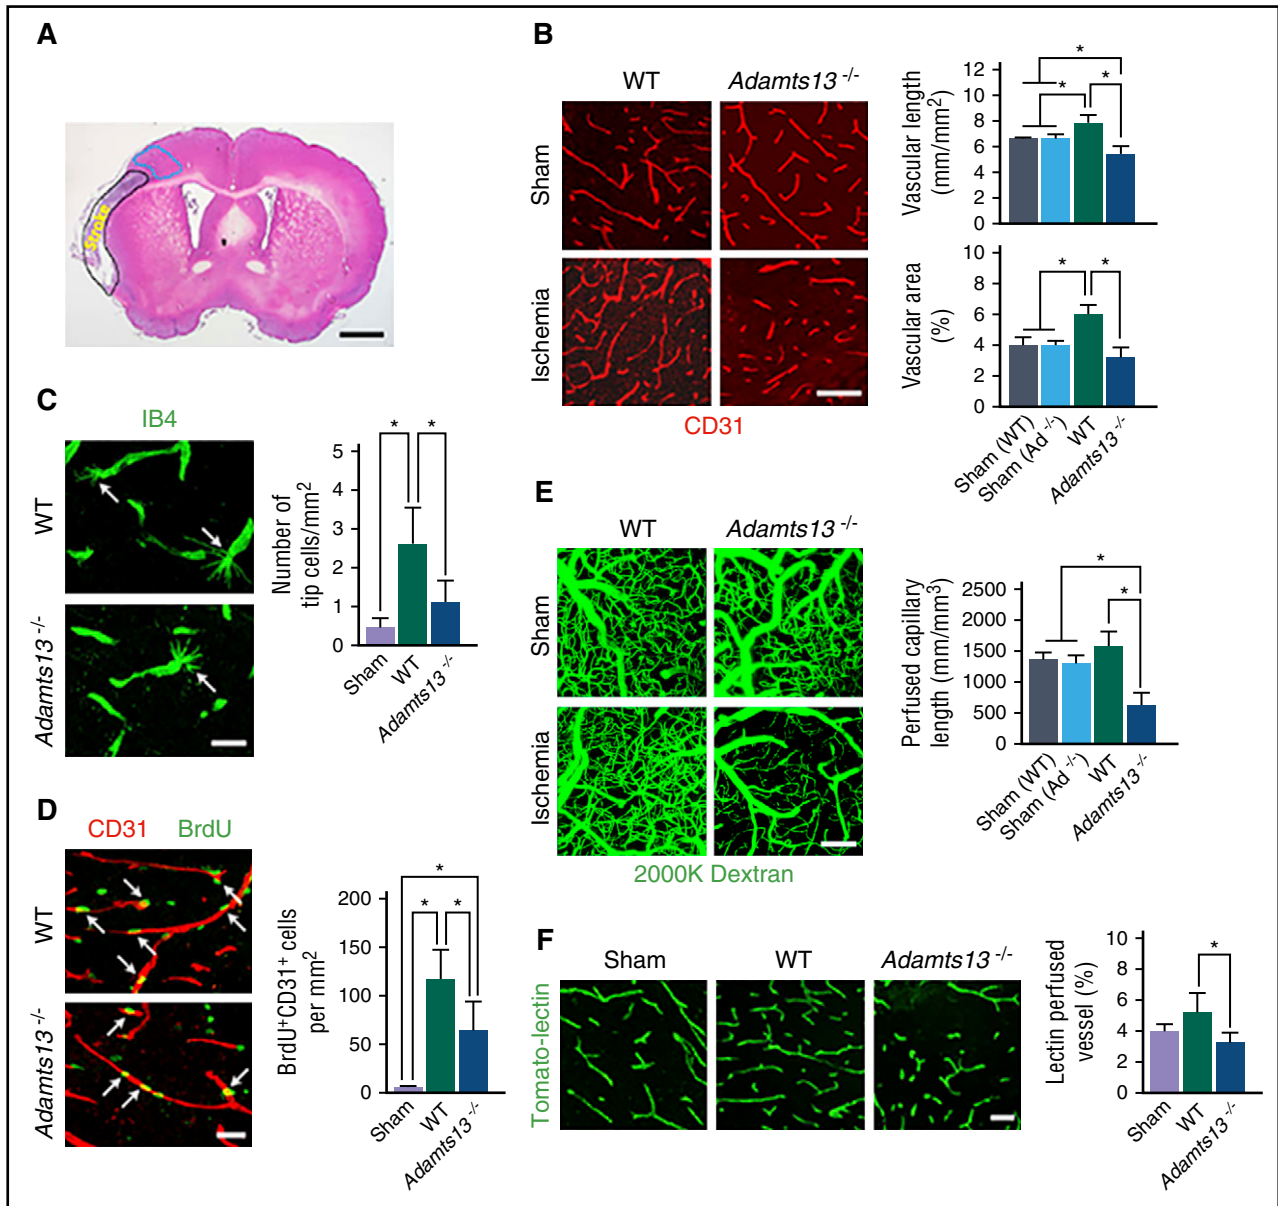 A
Stroke
B
WT
Adamts13 -/-
Sham
Ischemia
CD31
Vascular length
(mm/mm2)
12
10
8
6
4
2
0
*
*
*
Vascular area
(%)
10
8
6
4
2
0
*
*
Sham (WT)
Sham (Ad -/-)
WT
Adamts13 -/-
C
IB4
WT
Adamts13 -/-
Number of
tip cells/mm2
5
4
3
2
1
0
*
*
Sham
WT
Adamts13 -/-
D
CD31 BrdU
WT
Adamts13 -/-
BrdU+CD31+ cells
per mm2
200
150
100
50
0
*
*
*
Sham
WT
Adamts13 -/-
E
WT
Adamts13 -/-
Sham
Ischemia
2000K Dextran
Perfused capillary
length (mm/mm3)
2500
2000
1500
1000
500
0
*
*
Sham (WT)
Sham (Ad -/-)
WT
Adamts13 -/-
F
Sham
WT
Adamts13 -/-
Tomato-lectin
Lectin perfused
vessel (%)
10
8
6
4
2
0
*
Sham
WT
Adamts13 -/-